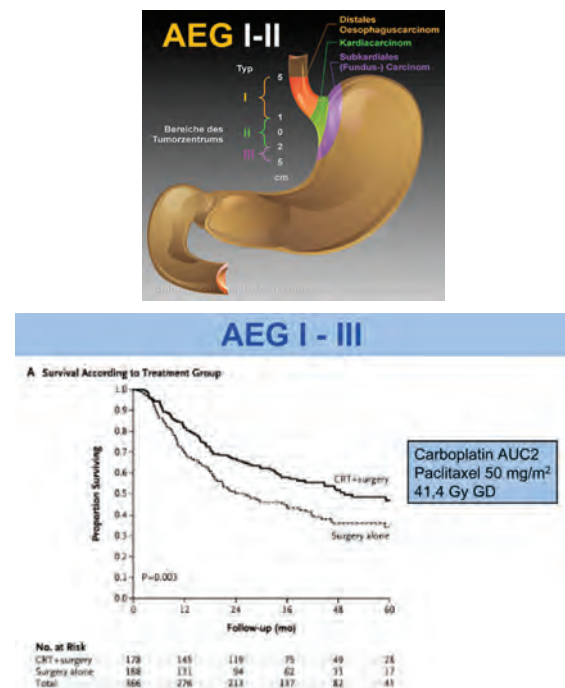 AEG I-II
Distales
Oesophaguscarcinom
Kardiacarcinom
Subkardiales
(Fundus-) Carcinom
Typ
5
I
1
Bereiche des
Tumorzentrums
II
0
2
III
5
cm
AEG I - III
A Survival According to Treatment Group
Proportion Surviving
1.0
0.9
0.8
0.7
0.6
0.5
0.4
0.3
0.2
0.1
0.0
CRT+surgery
Surgery alone
P=0.003
0 12 24 36 48 60
Follow-up (mo)
Carboplatin AUC2
Paclitaxel 50 mg/m²
41,4 Gy GD
No. at Risk
CRT+surgery 178 145 119 75 49 28
Surgery alone 188 131 94 62 33 17
Total 366 276 213 137 82 45